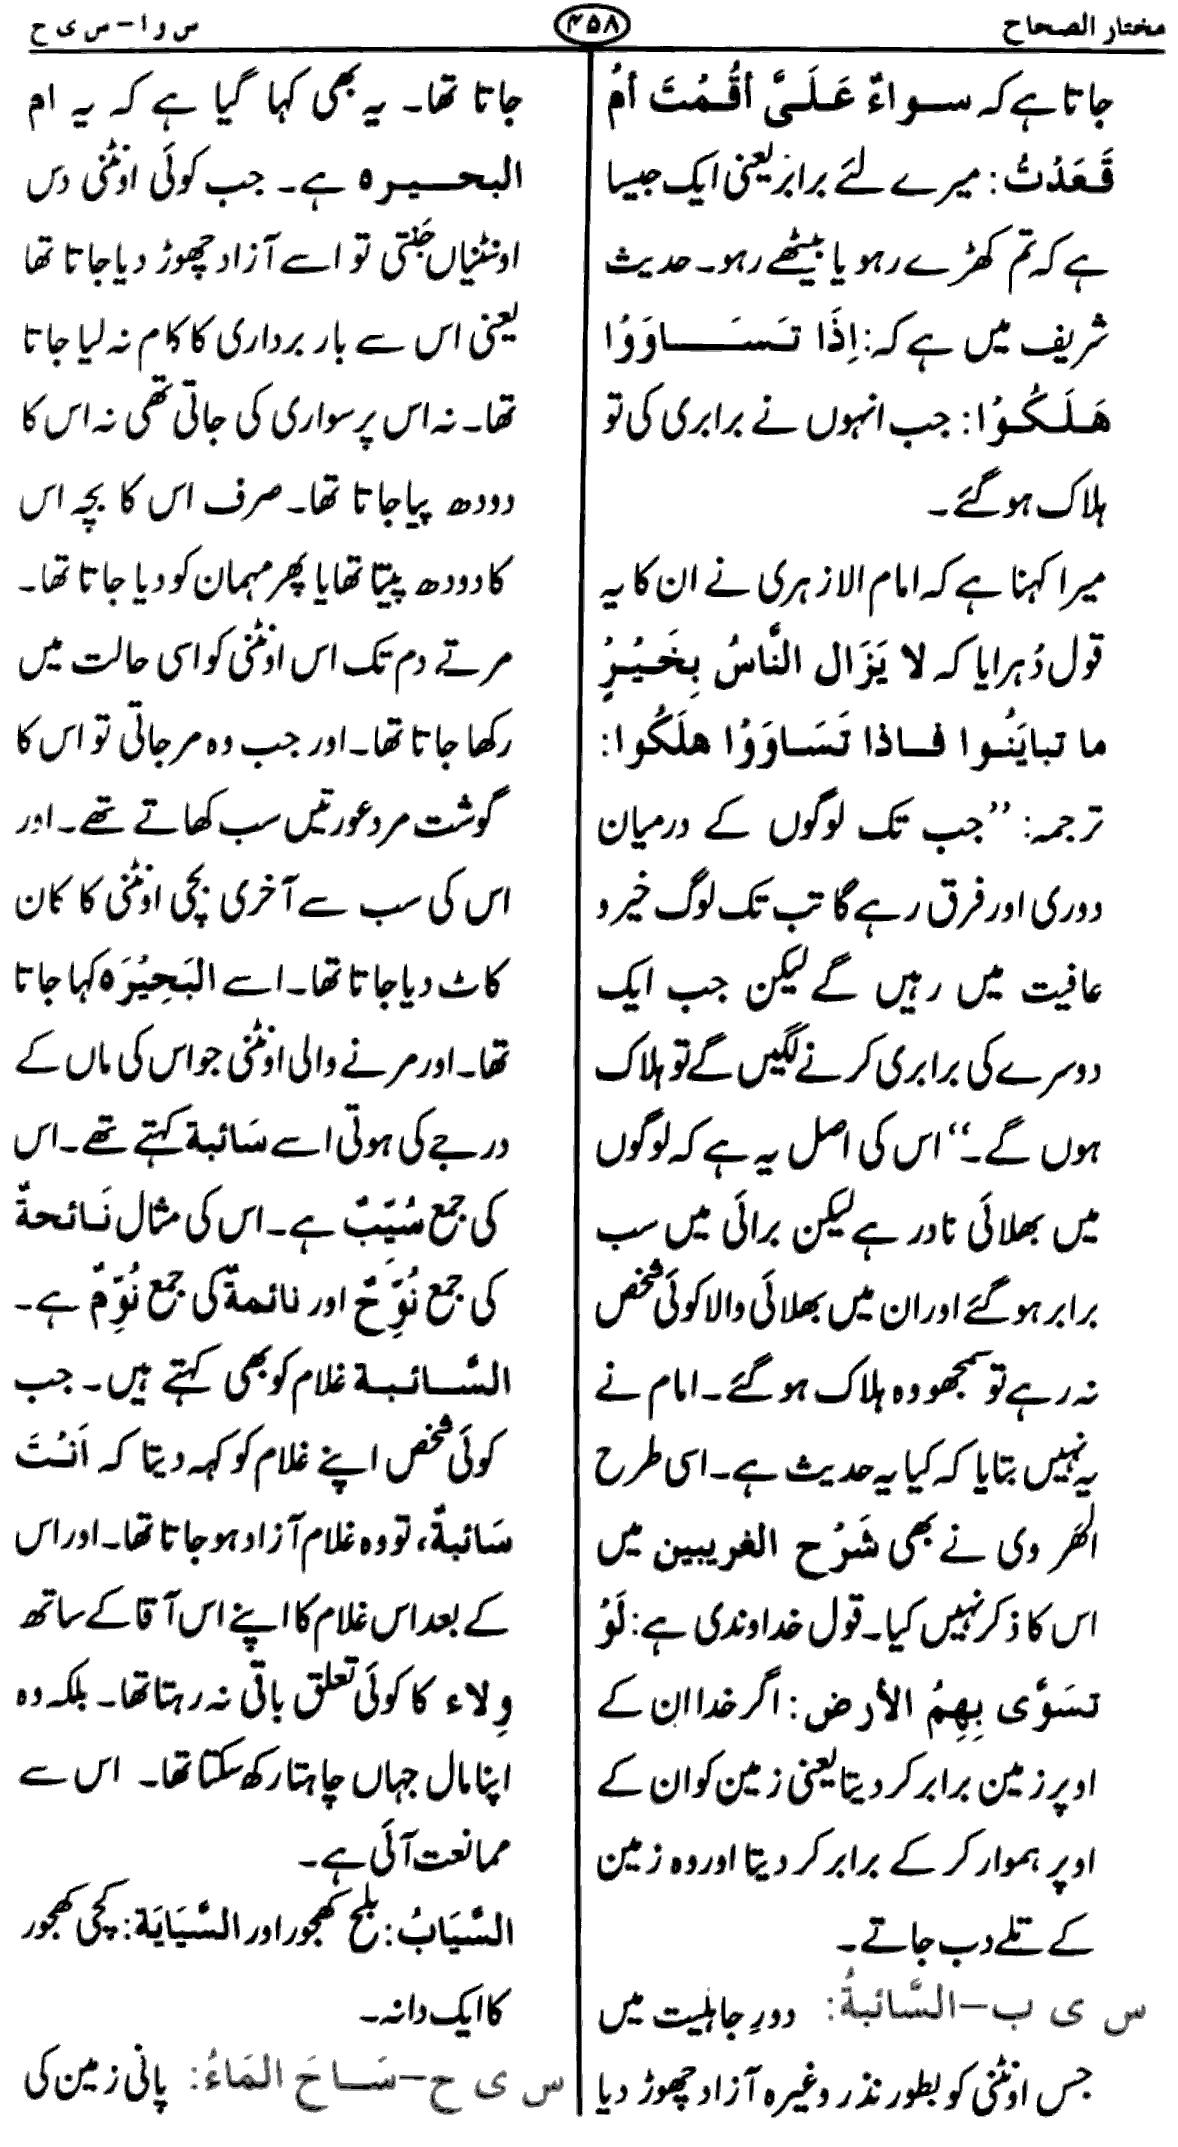 مختار الصحاح
۴۵۸
س و ا – س ی ح
جاتا ہے کہ سواءٌ عَلَیَّ أقُمْتَ أمْ
قَعَدْتُ: میرے لئے برابر یعنی ایک جیسا
ہے کہ تم کھڑے رہو یا بیٹھے رہو۔ حدیث
شریف میں ہے کہ: إِذَا تَسَاوَوْا
هَلَكُوْا: جب انہوں نے برابری کی تو
ہلاک ہو گئے۔
میرا کہنا ہے کہ امام الازہری نے ان کا یہ
قول دُہرایا کہ لا يَزَال النَّاسُ بِخَيْرٍ
ما تبايَنُوا فاذا تَسَاوَوْا هلَكُوا:
ترجمہ: ”جب تک لوگوں کے درمیان
دوری اور فرق رہے گا تب تک لوگ خیر و
عافیت میں رہیں گے لیکن جب ایک
دوسرے کی برابری کرنے لگیں گے تو ہلاک
ہوں گے۔“ اس کی اصل یہ ہے کہ لوگوں
میں بھلائی نادر ہے لیکن برائی میں سب
برابر ہو گئے اور ان میں بھلائی والا کوئی شخص
نہ رہے تو سمجھو وہ ہلاک ہو گئے۔ امام نے
یہ نہیں بتایا کہ کیا یہ حدیث ہے۔ اسی طرح
الھَروی نے بھی شَرْح الغريبين میں
اس کا ذکر نہیں کیا۔ قول خداوندی ہے: لَوْ
تسَوّٰى بِهِمُ الأرض: اگر خدا ان کے
اوپر زمین برابر کر دیتا یعنی زمین کو ان کے
اوپر ہموار کر کے برابر کر دیتا اور وہ زمین
کے تلے دب جاتے۔
س ی ب – السَّائبةُ: دورِ جاہلیت میں
جس اونٹنی کو بطور نذر وغیرہ آزاد چھوڑ دیا
جاتا تھا۔ یہ بھی کہا گیا ہے کہ یہ ام
البحیرہ ہے۔ جب کوئی اونٹنی دس
اونٹنیاں جَنتی تو اسے آزاد چھوڑ دیا جاتا تھا
یعنی اس سے بار برداری کا کام نہ لیا جاتا
تھا۔ نہ اس پر سواری کی جاتی تھی نہ اس کا
دودھ پیا جاتا تھا۔ صرف اس کا بچہ اس
کا دودھ پیتا تھا یا پھر مہمان کو دیا جاتا تھا۔
مرتے دم تک اس اونٹنی کو اسی حالت میں
رکھا جاتا تھا۔ اور جب وہ مر جاتی تو اس کا
گوشت مرد عورتیں سب کھاتے تھے۔ اور
اس کی سب سے آخری بچی اونٹنی کا کان
کاٹ دیا جاتا تھا۔ اسے البَحِيْرَہ کہا جاتا
تھا۔ اور مرنے والی اونٹنی جو اس کی ماں کے
درجے کی ہوتی اسے سَائبة کہتے تھے۔ اس
کی جمع سُيَّبٌ ہے۔ اس کی مثال نَائحةٌ
کی جمع نُوَّحٌ اور نائمةٌ کی جمع نُوَّمٌ ہے۔
السَّائبة غلام کو بھی کہتے ہیں۔ جب
کوئی شخص اپنے غلام کو کہہ دیتا کہ اَنْتَ
سَائبةٌ، تو وہ غلام آزاد ہو جاتا تھا۔ اور اس
کے بعد اس غلام کا اپنے اس آقا کے ساتھ
وِلاء کا کوئی تعلق باقی نہ رہتا تھا۔ بلکہ وہ
اپنا مال جہاں چاہتا رکھ سکتا تھا۔ اس سے
ممانعت آئی ہے۔
السَّيَابُ: بلح کھجور اور السَّيَابَة: کچی کھجور
کا ایک دانہ۔
س ی ح – سَاحَ المَاءُ: پانی زمین کی